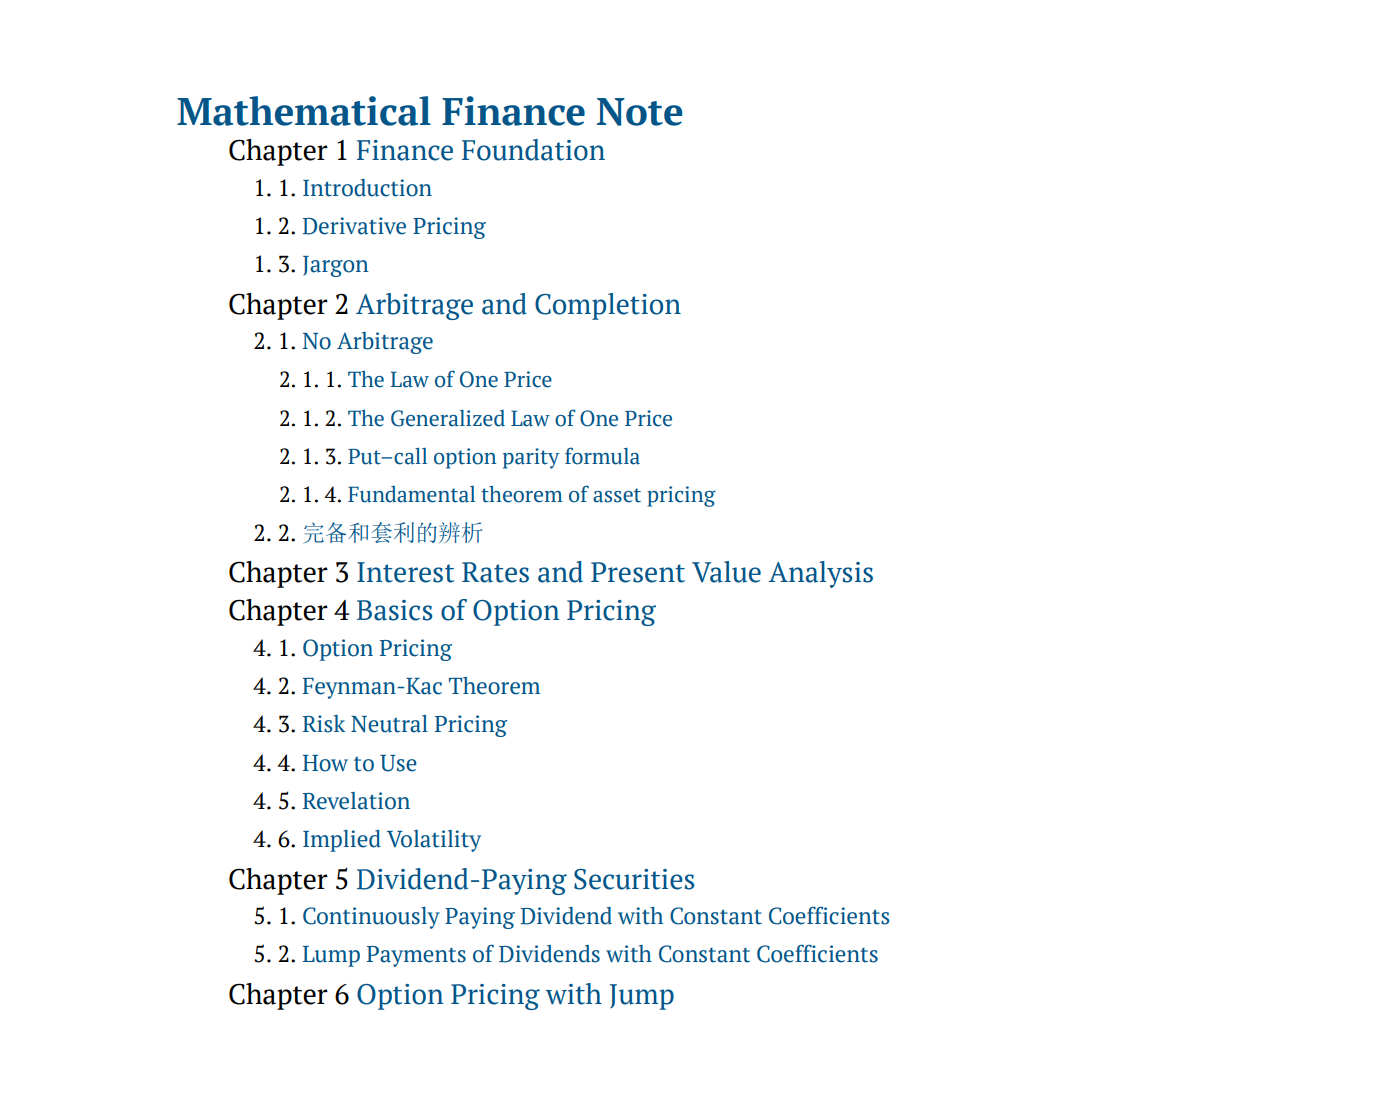 Mathematical Finance Note
Chapter 1 Finance Foundation
1. 1. Introduction
1. 2. Derivative Pricing
1. 3. Jargon
Chapter 2 Arbitrage and Completion
2. 1. No Arbitrage
2. 1. 1. The Law of One Price
2. 1. 2. The Generalized Law of One Price
2. 1. 3. Put–call option parity formula
2. 1. 4. Fundamental theorem of asset pricing
2. 2. 完备和套利的辨析
Chapter 3 Interest Rates and Present Value Analysis
Chapter 4 Basics of Option Pricing
4. 1. Option Pricing
4. 2. Feynman-Kac Theorem
4. 3. Risk Neutral Pricing
4. 4. How to Use
4. 5. Revelation
4. 6. Implied Volatility
Chapter 5 Dividend-Paying Securities
5. 1. Continuously Paying Dividend with Constant Coefficients
5. 2. Lump Payments of Dividends with Constant Coefficients
Chapter 6 Option Pricing with Jump